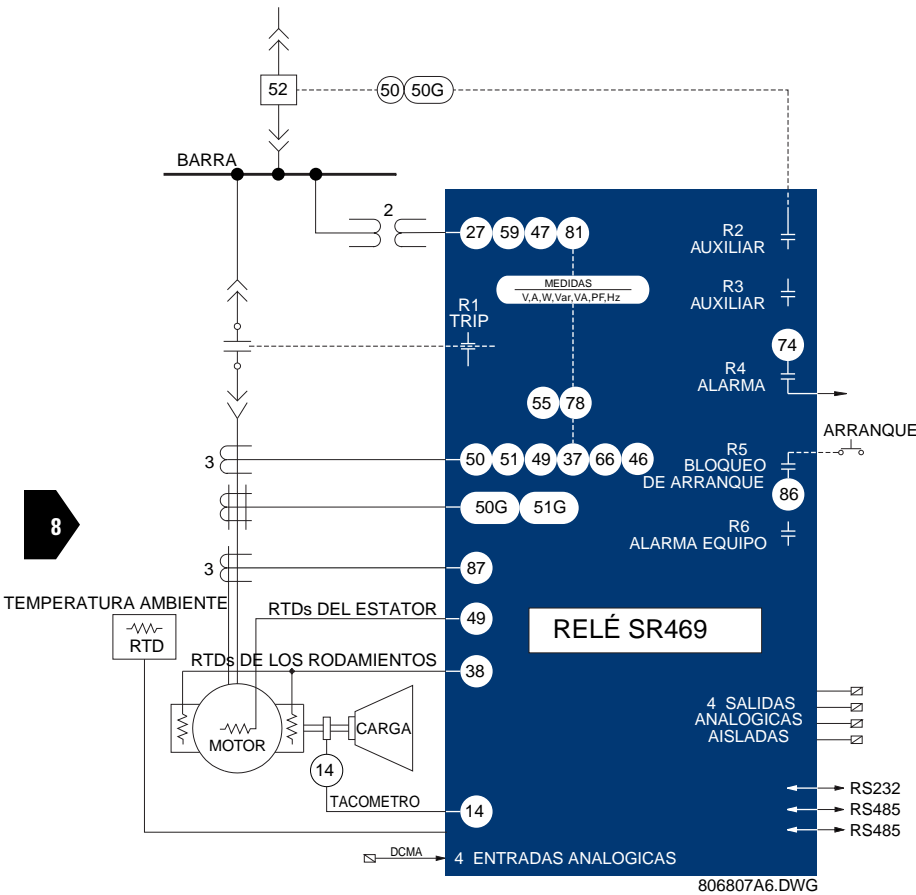 52
50
50G
BARRA
2
27
59
47
81
R2
AUXILIAR
MEDIDAS
V,A,W,Var,VA,PF,Hz
R3
AUXILIAR
R1
TRIP
74
R4
ALARMA
55
78
ARRANQUE
3
50
51
49
37
66
46
R5
BLOQUEO
DE ARRANQUE
86
50G
51G
8
R6
ALARMA EQUIPO
3
87
TEMPERATURA AMBIENTE
RTD
RTDs DEL ESTATOR
49
RELÉ SR469
RTDs DE LOS RODAMIENTOS
38
MOTOR
CARGA
4 SALIDAS
ANALOGICAS
AISLADAS
14
TACOMETRO
14
RS232
RS485
RS485
DCMA
4 ENTRADAS ANALOGICAS
806807A6.DWG